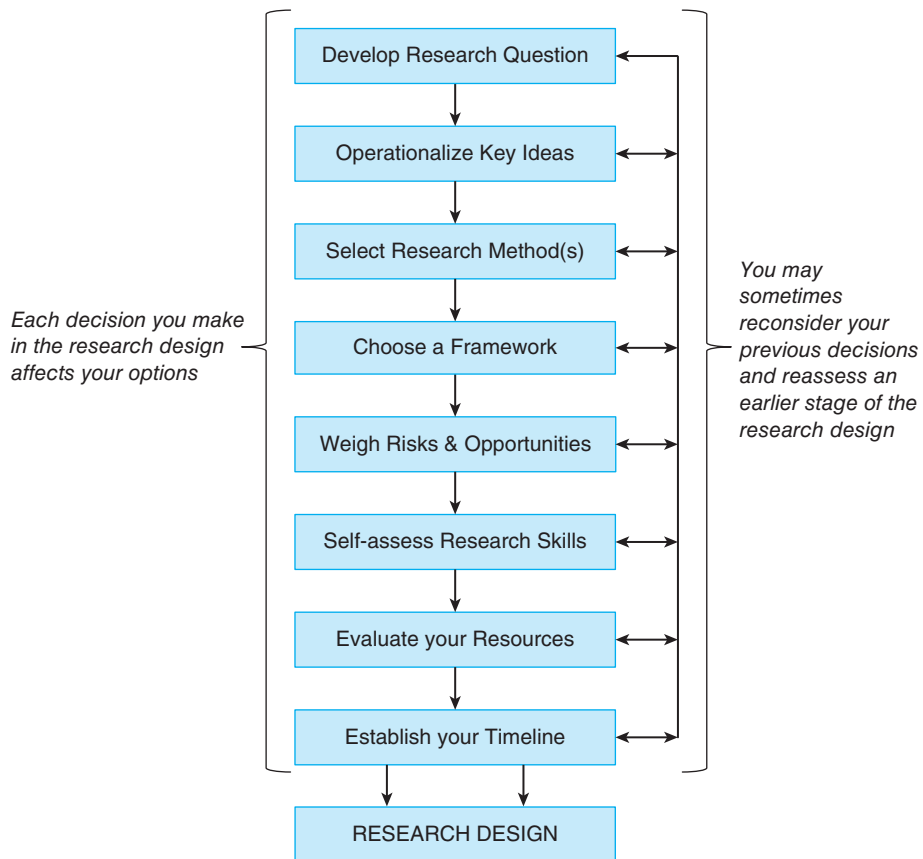 Develop Research Question
Operationalize Key Ideas
Select Research Method(s)
Choose a Framework
Weigh Risks & Opportunities
Self-assess Research Skills
Evaluate your Resources
Establish your Timeline
RESEARCH DESIGN
Each decision you make
in the research design
affects your options
You may
sometimes
reconsider your
previous decisions
and reassess an
earlier stage of the
research design